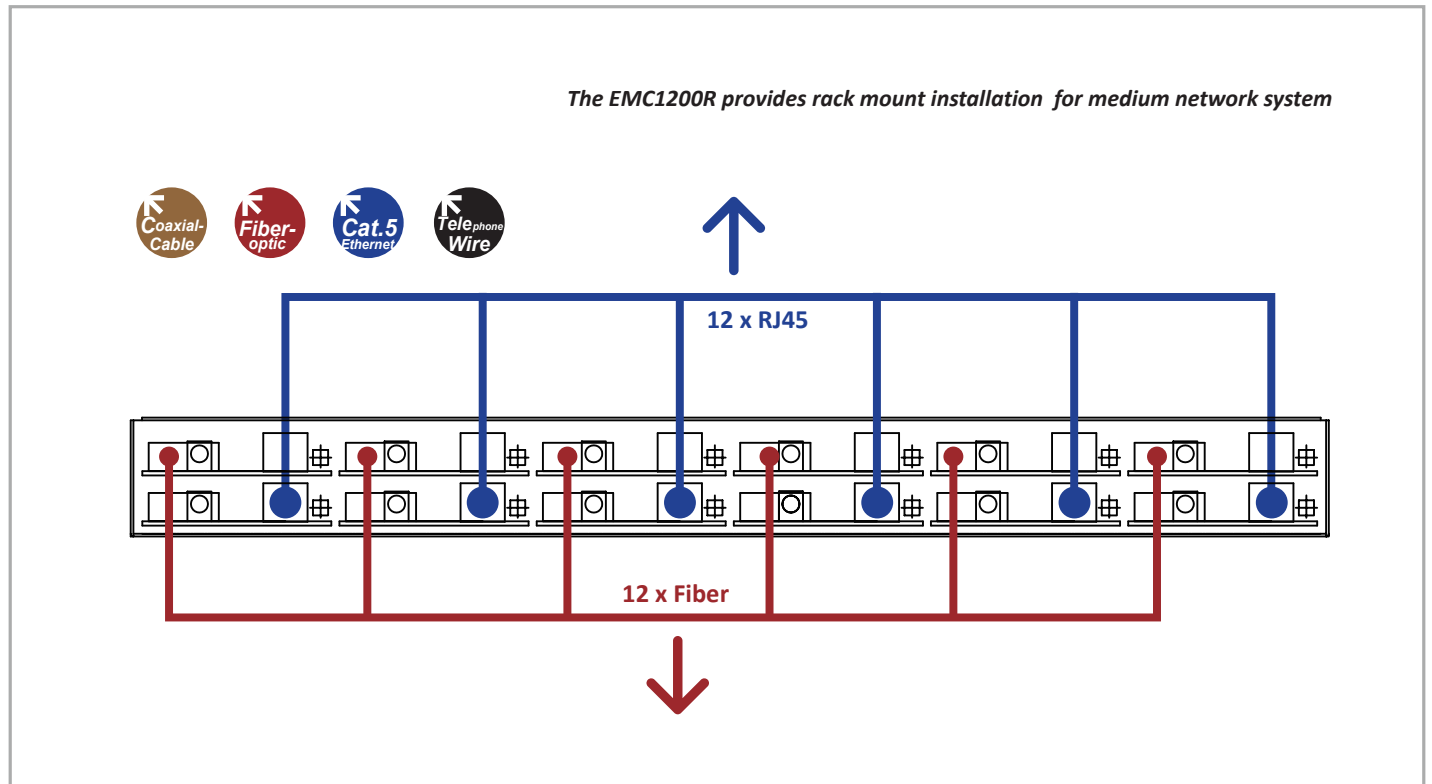 The EMC1200R provides rack mount installation for medium network system
Coaxial-
Cable
Fiber-
optic
Cat.5
Ethernet
Telephone
Wire
12 x RJ45
12 x Fiber